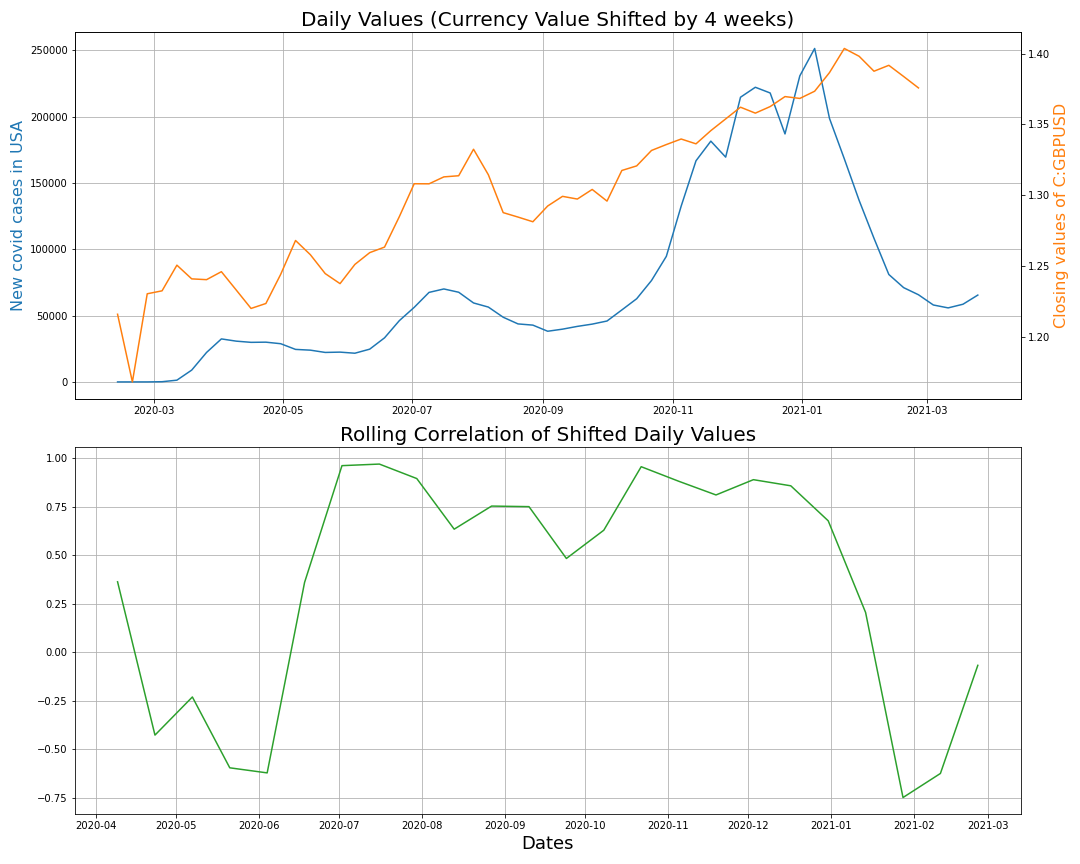 Daily Values (Currency Value Shifted by 4 weeks)
New covid cases in USA
250000
200000
150000
100000
50000
0
1.40
1.35
1.30
1.25
1.20
Closing values of C:GBPUSD
2020-03 2020-05 2020-07 2020-09 2020-11 2021-01 2021-03
Rolling Correlation of Shifted Daily Values
1.00
0.75
0.50
0.25
0.00
−0.25
−0.50
−0.75
2020-04 2020-05 2020-06 2020-07 2020-08 2020-09 2020-10 2020-11 2020-12 2021-01 2021-02 2021-03
Dates